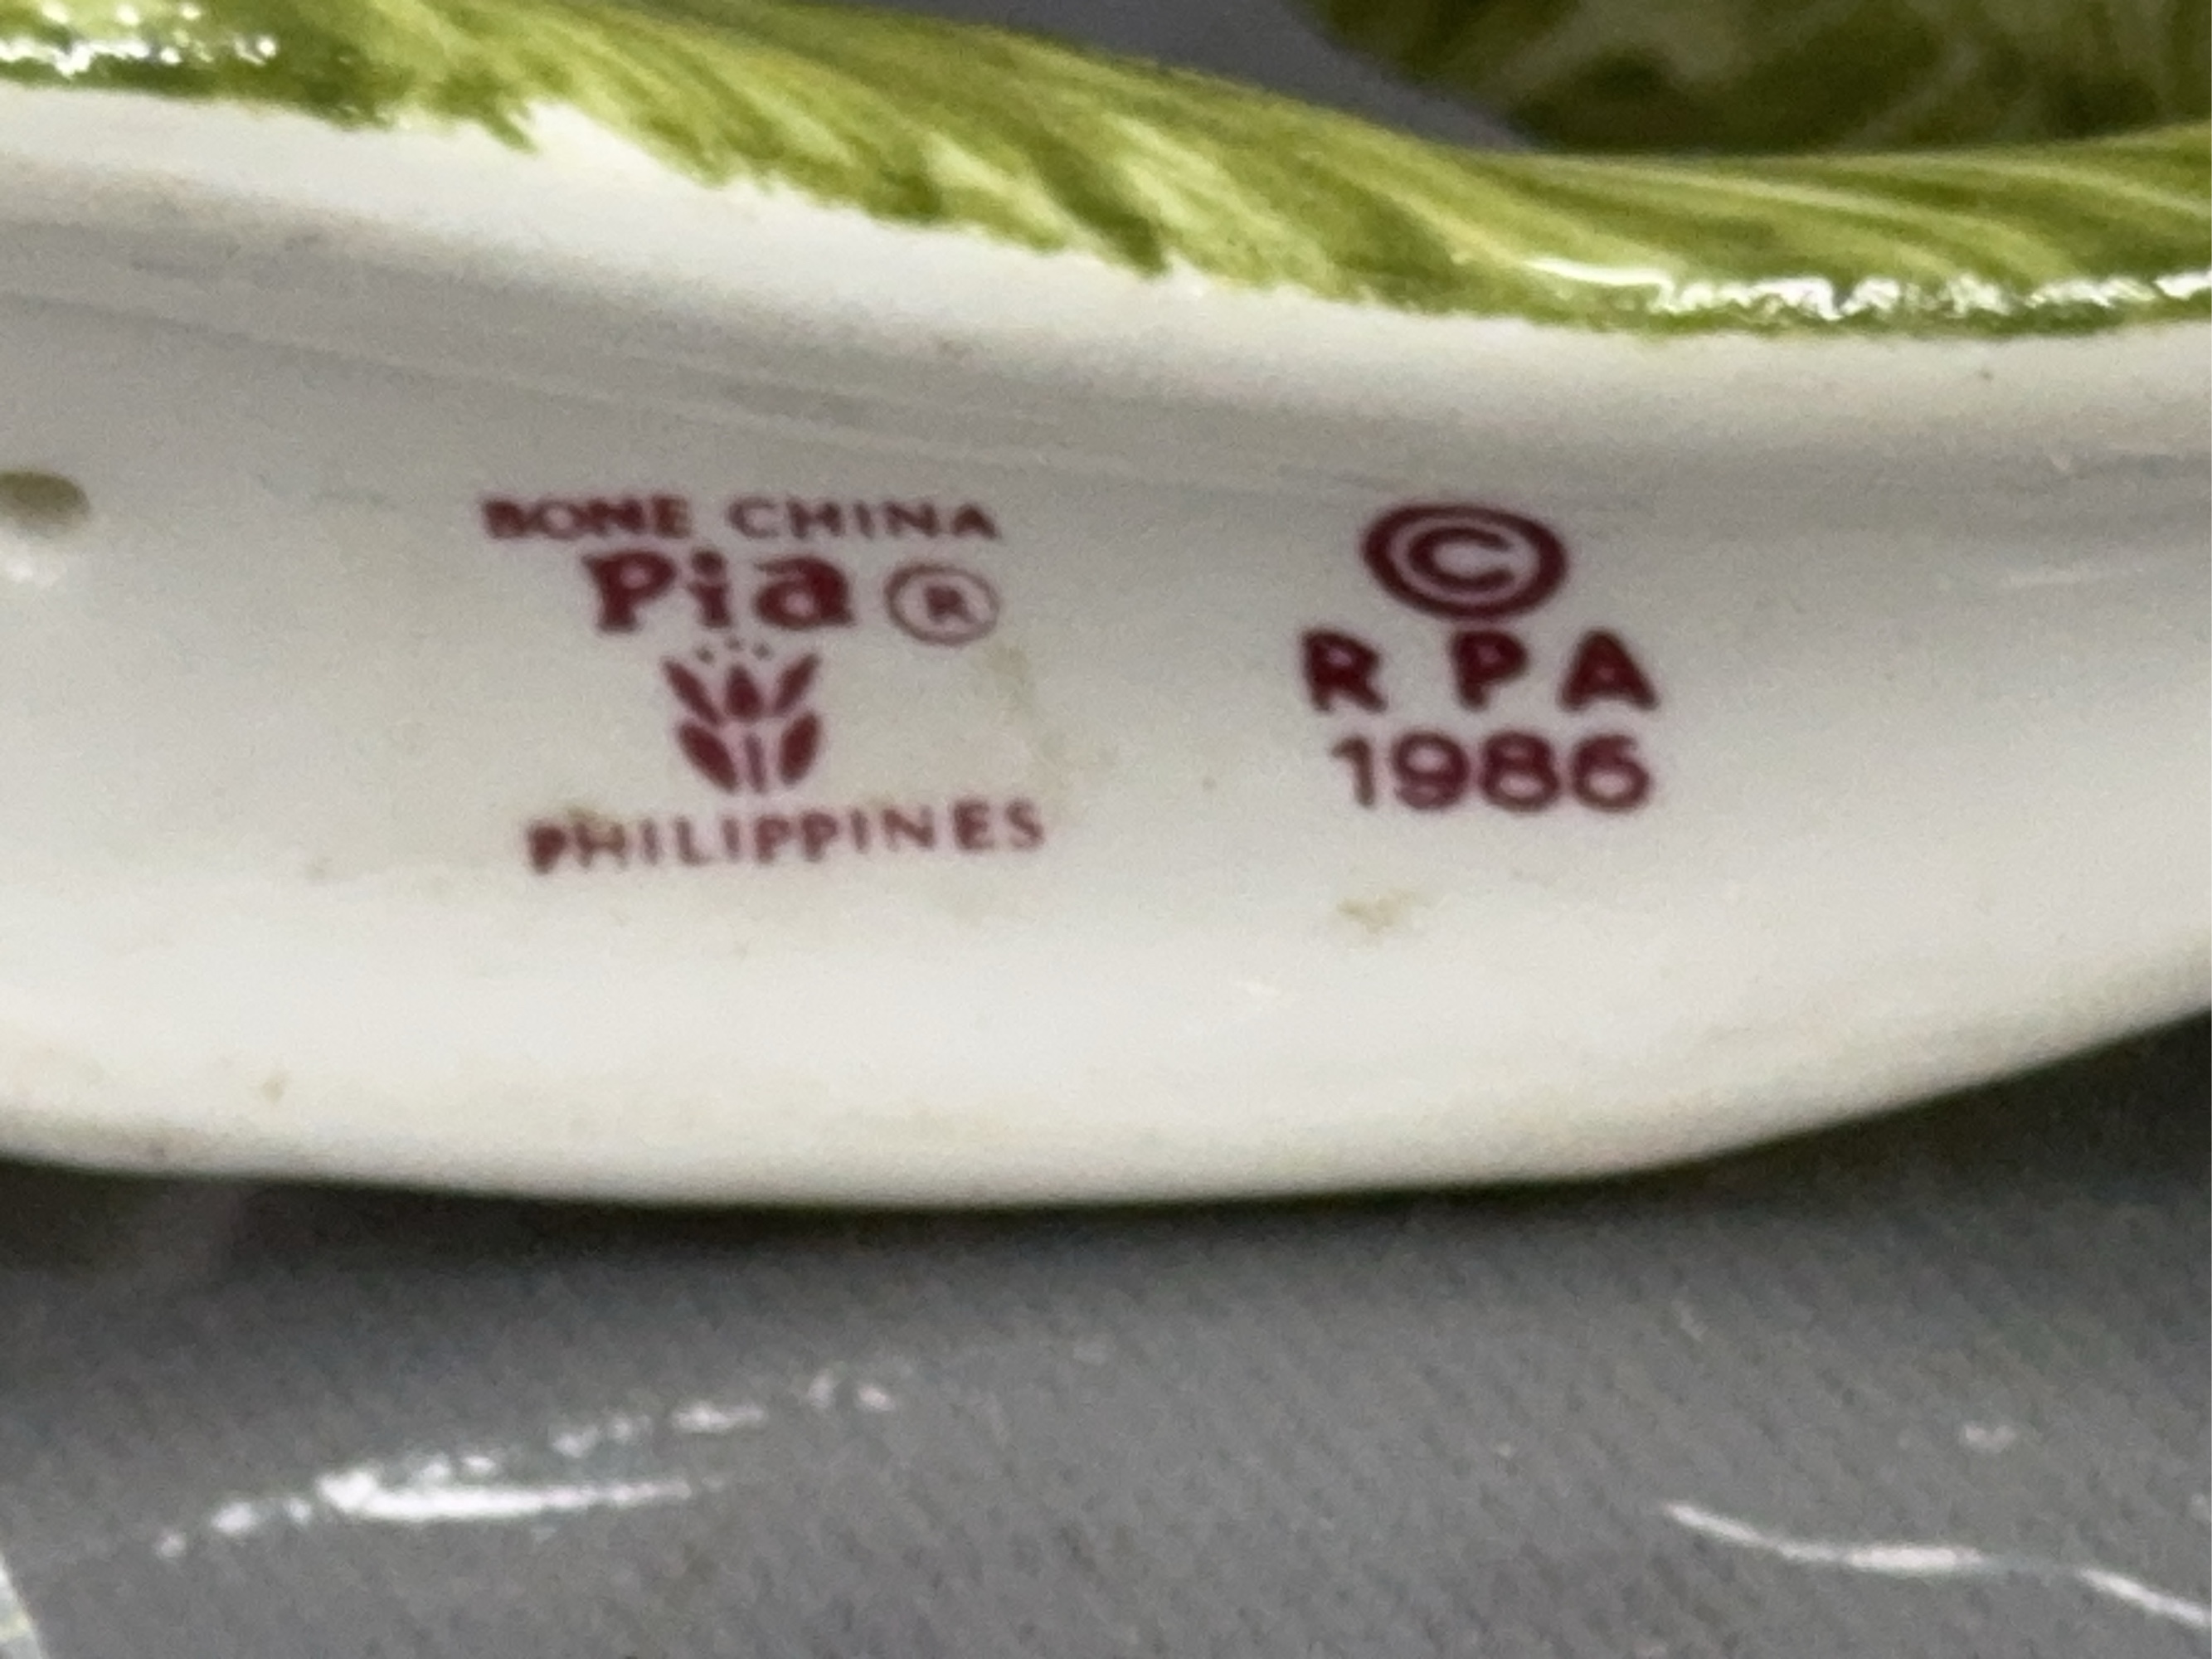 BONE CHINA
Pia ®
PHILIPPINES
©
R P A
1986